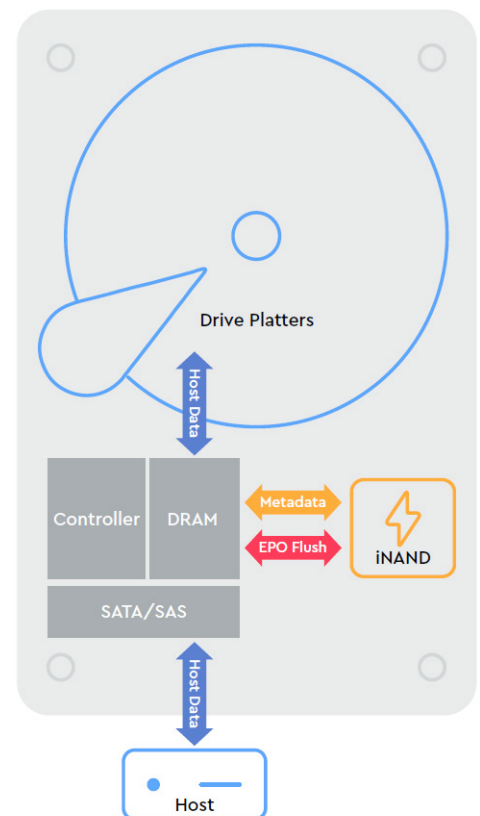 Drive Platters
Host Data
Controller
DRAM
Metadata
EPO Flush
iNAND
SATA/SAS
Host Data
Host